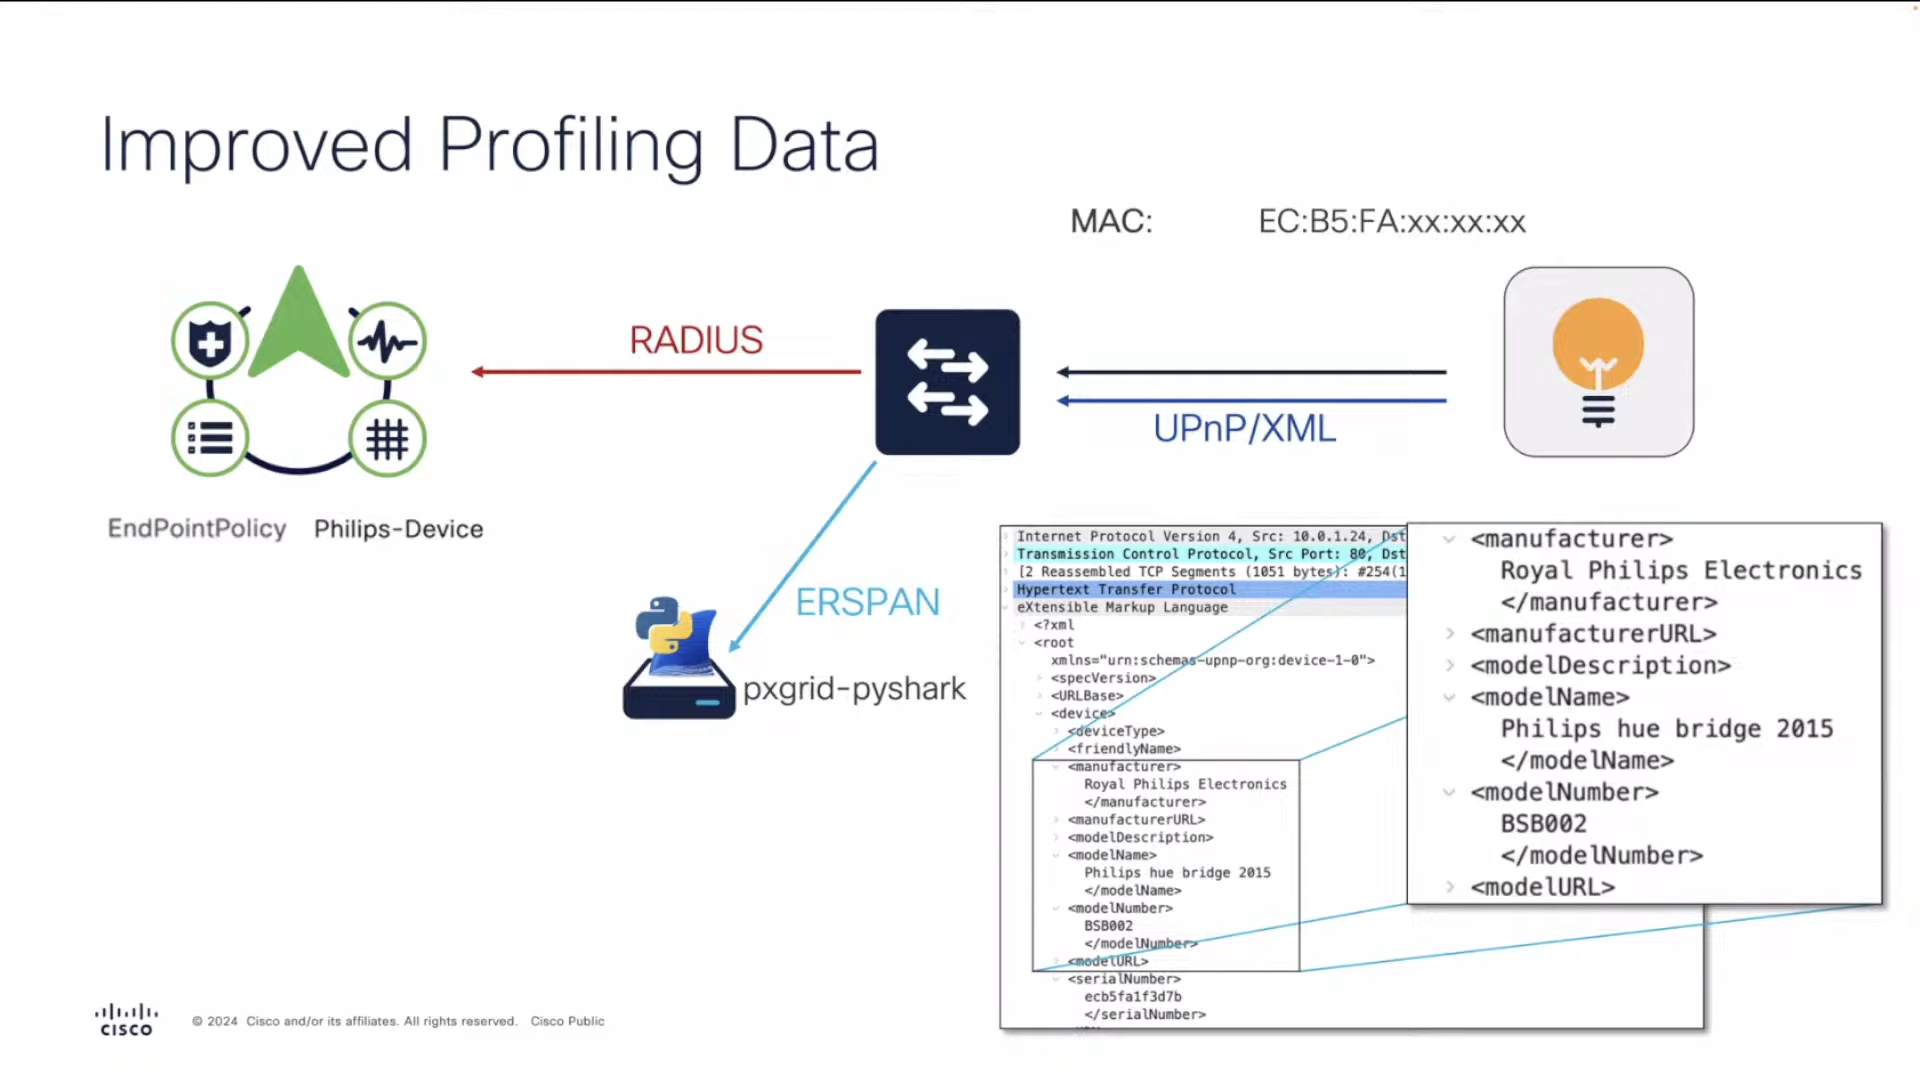 Improved Profiling Data
MAC: EC:B5:FA:xx:xx:xx
RADIUS
UPnP/XML
EndPointPolicy Philips-Device
ERSPAN
pxgrid-pyshark
Internet Protocol Version 4, Src: 10.0.1.24, Dst
Transmission Control Protocol, Src Port: 80, Dst
[2 Reassembled TCP Segments (1051 bytes): #254(1
Hypertext Transfer Protocol
eXtensible Markup Language
<?xml
<root
xmlns="urn:schemas-upnp-org:device-1-0">
<specVersion>
<URLBase>
<device>
<deviceType>
<friendlyName>
<manufacturer>
Royal Philips Electronics
</manufacturer>
<manufacturerURL>
<modelDescription>
<modelName>
Philips hue bridge 2015
</modelName>
<modelNumber>
BSB002
</modelNumber>
<modelURL>
<serialNumber>
ecb5fa1f3d7b
</serialNumber>
<manufacturer>
Royal Philips Electronics
</manufacturer>
<manufacturerURL>
<modelDescription>
<modelName>
Philips hue bridge 2015
</modelName>
<modelNumber>
BSB002
</modelNumber>
<modelURL>
CISCO
© 2024 Cisco and/or its affiliates. All rights reserved. Cisco Public